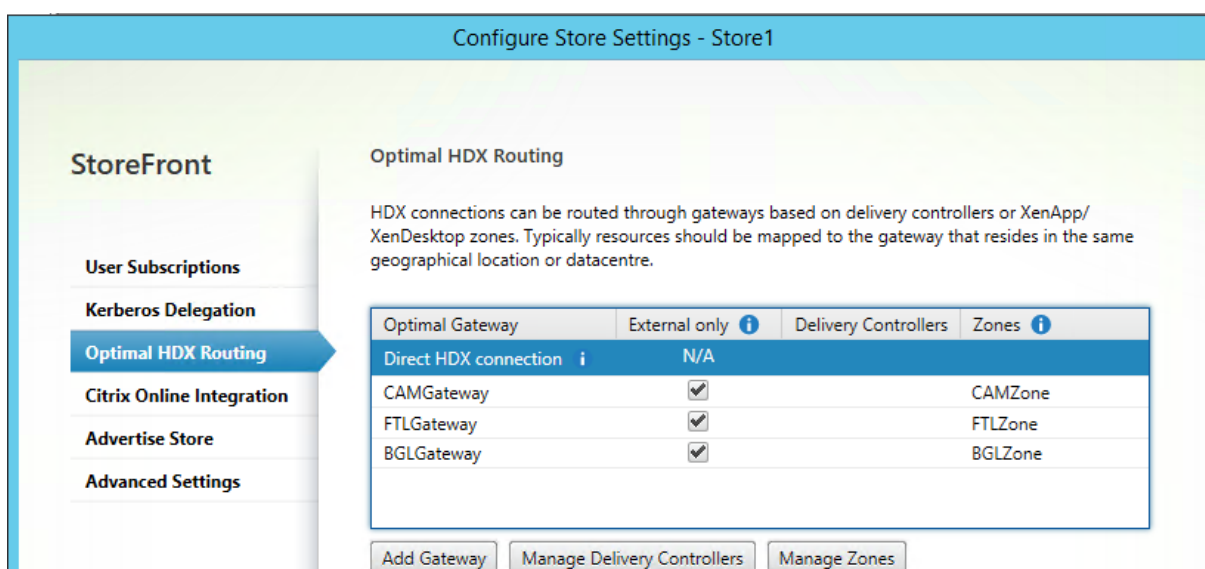 Configure Store Settings - Store1
StoreFront
User Subscriptions
Kerberos Delegation
Optimal HDX Routing
Citrix Online Integration
Advertise Store
Advanced Settings
Optimal HDX Routing
HDX connections can be routed through gateways based on delivery controllers or XenApp/
XenDesktop zones. Typically resources should be mapped to the gateway that resides in the same
geographical location or datacentre.
Optimal Gateway External only i Delivery Controllers Zones i
Direct HDX connection i N/A
CAMGateway CAMZone
FTLGateway FTLZone
BGLGateway BGLZone
Add Gateway Manage Delivery Controllers Manage Zones